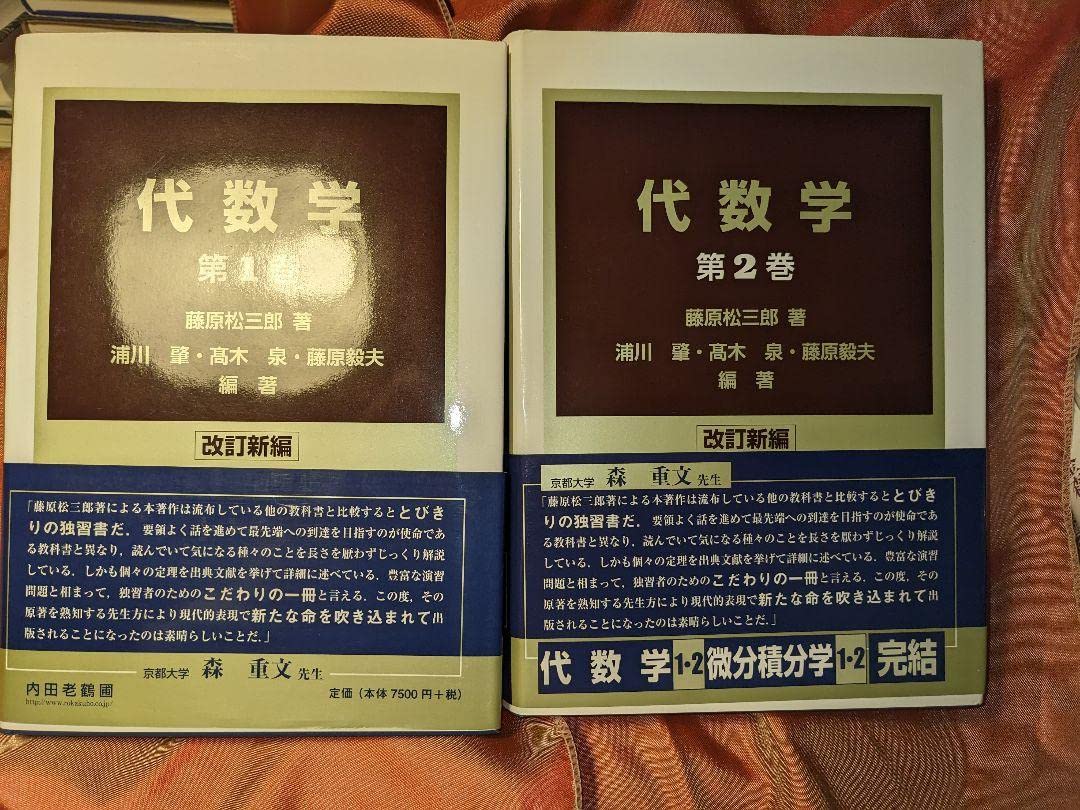 代数学
第1巻
藤原松三郎 著
浦川 肇・髙木 泉・藤原毅夫
編 著
改訂新編
「藤原松三郎著による本著作は流布している他の教科書と比較するととびき
りの独習書だ．要領よく話を進めて最先端への到達を目指すのが使命であ
る教科書と異なり，読んでいて気になる種々のことを長さを厭わずじっくり解説
している．しかも個々の定理を出典文献を挙げて詳細に述べている．豊富な演習
問題と相まって，独習者のためのこだわりの一冊と言える．この度，その
原著を熟知する先生方により現代的表現で新たな命を吹き込まれて出
版されることになったのは素晴らしいことだ.」
京都大学 森 重文 先生
内田老鶴圃
http://www.rokakuho.co.jp/
定価（本体 7500 円＋税）
代数学
第2巻
藤原松三郎 著
浦川 肇・髙木 泉・藤原毅夫
編 著
改訂新編
京都大学 森 重文 先生
「藤原松三郎著による本著作は流布している他の教科書と比較するととびき
りの独習書だ．要領よく話を進めて最先端への到達を目指すのが使命であ
る教科書と異なり，読んでいて気になる種々のことを長さを厭わずじっくり解説
している．しかも個々の定理を出典文献を挙げて詳細に述べている．豊富な演習
問題と相まって，独習者のためのこだわりの一冊と言える．この度，その
原著を熟知する先生方により現代的表現で新たな命を吹き込まれて出
版されることになったのは素晴らしいことだ.」
代数学1・2微分積分学1・2完結